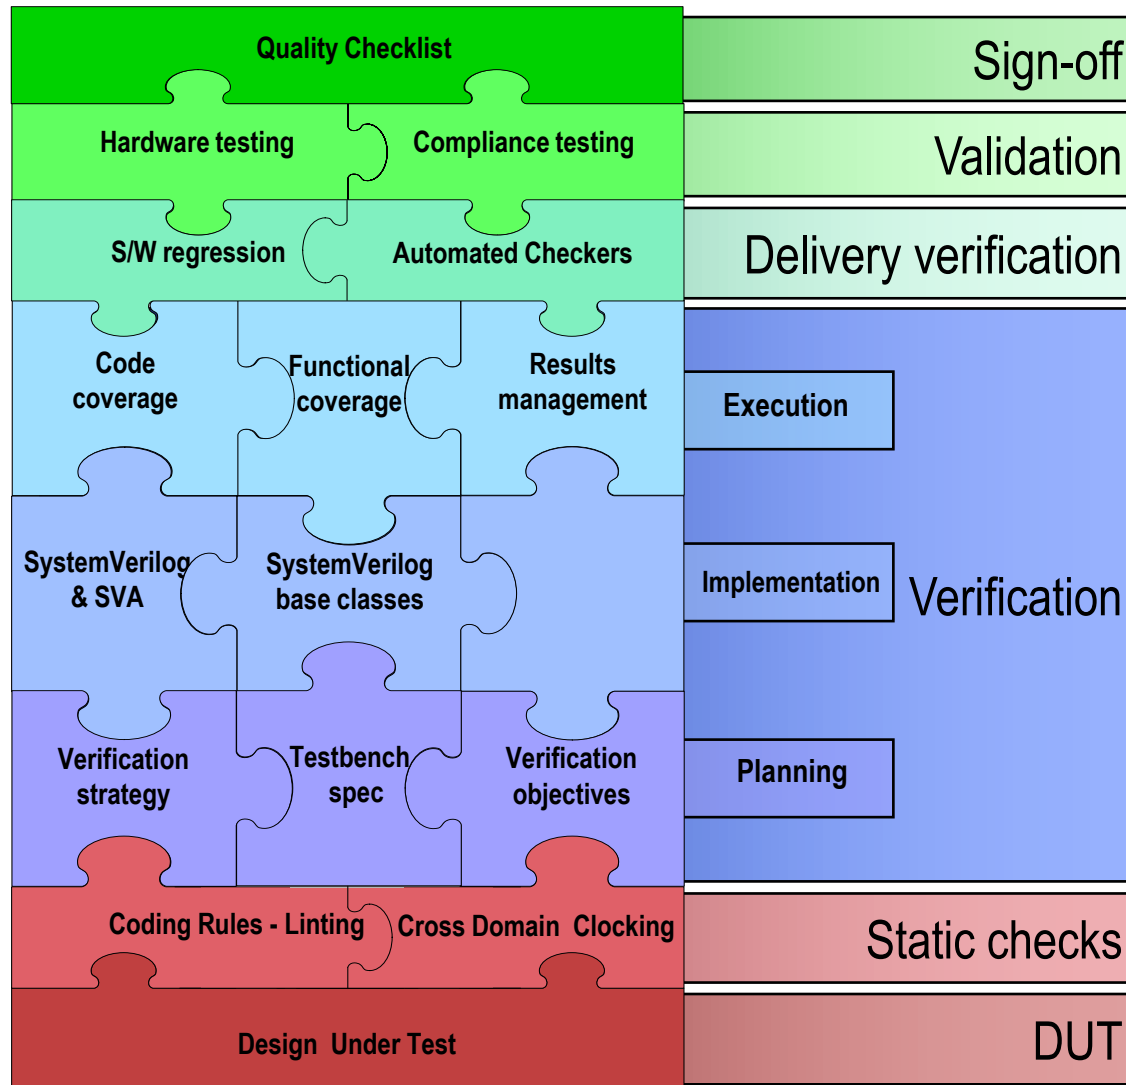 Quality Checklist
Sign-off
Hardware testing
Compliance testing
Validation
S/W regression
Automated Checkers
Delivery verification
Code
coverage
Functional
coverage
Results
management
Execution
SystemVerilog
& SVA
SystemVerilog
base classes
Implementation
Verification
Verification
strategy
Testbench
spec
Verification
objectives
Planning
Coding Rules - Linting
Cross Domain Clocking
Static checks
Design Under Test
DUT